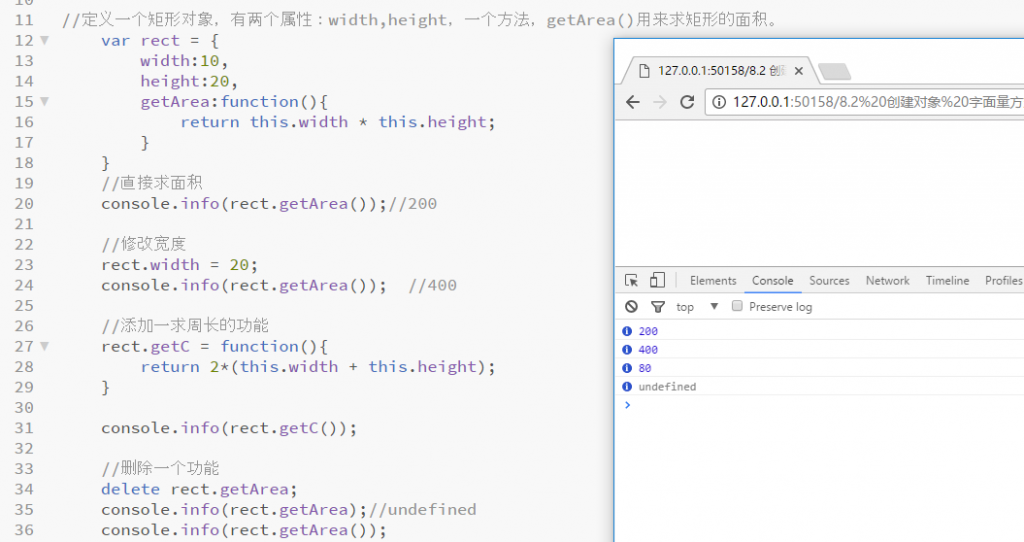 11 //定义一个矩形对象，有两个属性：width,height，一个方法，getArea()用来求矩形的面积。
12 var rect = {
13 width:10,
14 height:20,
15 getArea:function(){
16 return this.width * this.height;
17 }
18 }
19 //直接求面积
20 console.info(rect.getArea());//200
21
22 //修改宽度
23 rect.width = 20;
24 console.info(rect.getArea());  //400
25
26 //添加一求周长的功能
27 rect.getC = function(){
28 return 2*(this.width + this.height);
29 }
30
31 console.info(rect.getC());
32
33 //删除一个功能
34 delete rect.getArea;
35 console.info(rect.getArea);//undefined
36 console.info(rect.getArea());
127.0.0.1:50158/8.2 创
127.0.0.1:50158/8.2%20创建对象%20字面量方
Elements Console Sources Network Timeline Profiles
top Preserve log
200
400
80
undefined